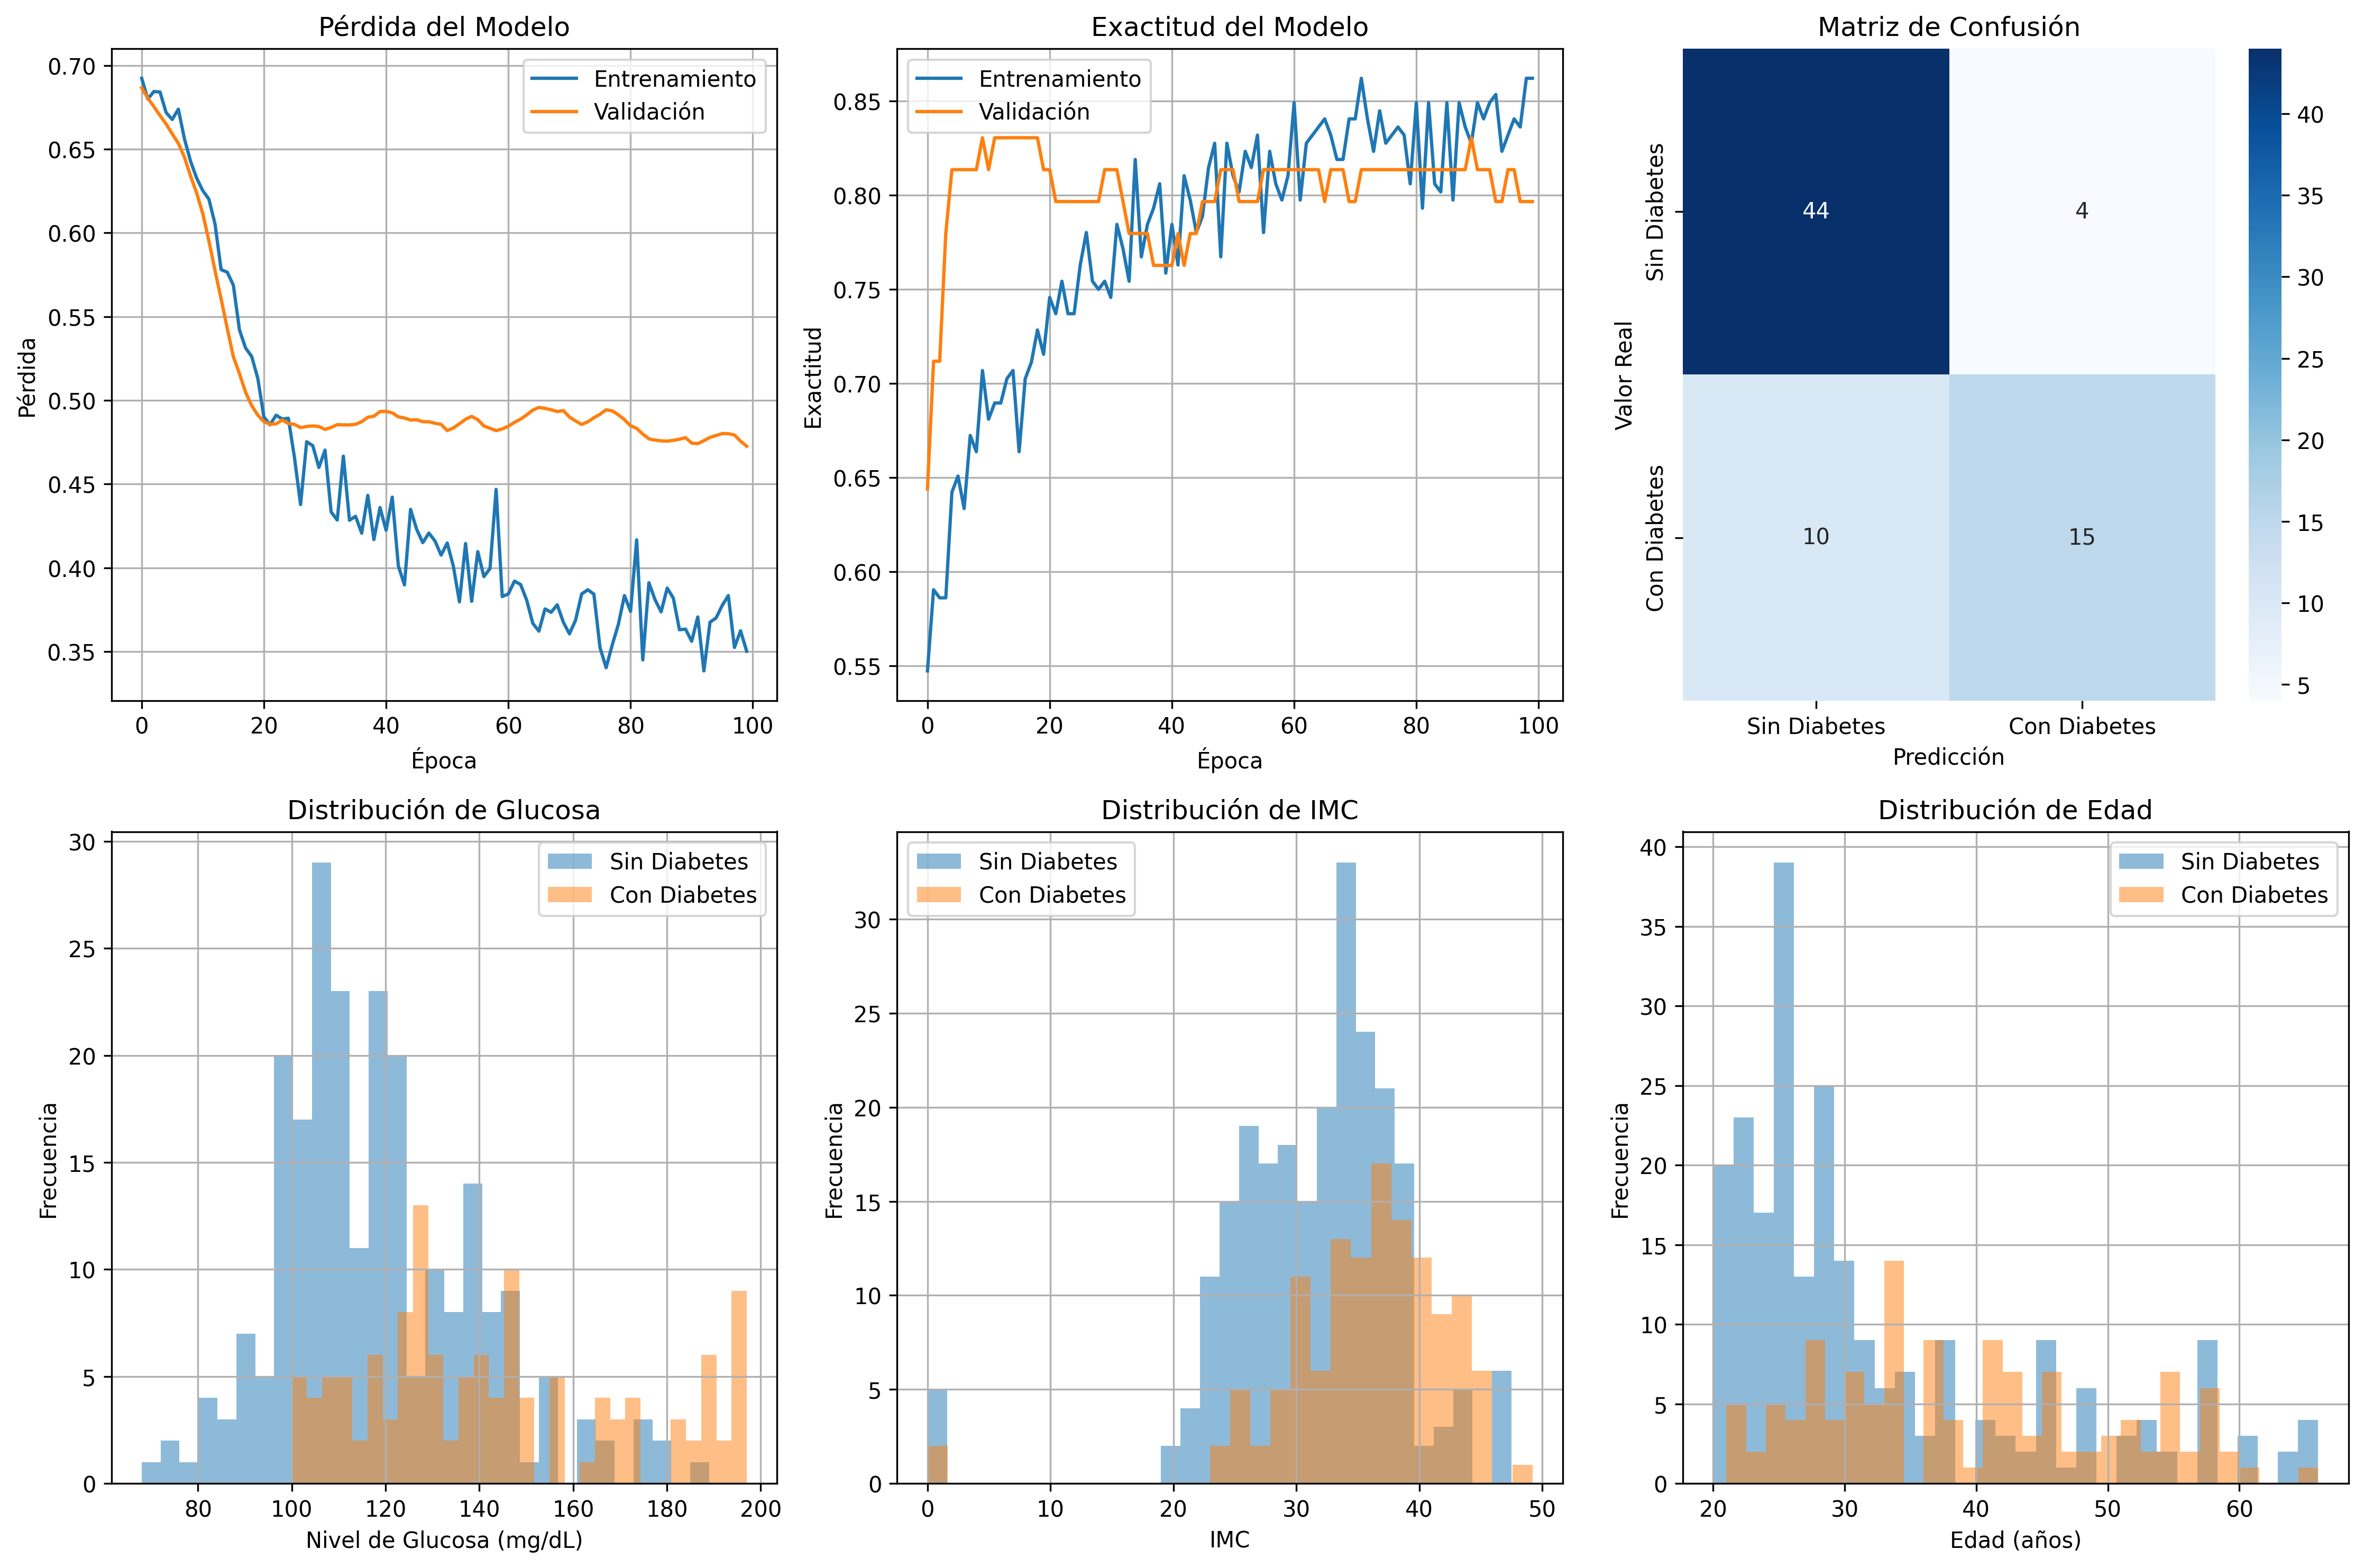 Pérdida del Modelo
Pérdida
0.70
0.65
0.60
0.55
0.50
0.45
0.40
0.35
Entrenamiento
Validación
0 20 40 60 80 100
Época
Exactitud del Modelo
Exactitud
0.85
0.80
0.75
0.70
0.65
0.60
0.55
Entrenamiento
Validación
0 20 40 60 80 100
Época
Matriz de Confusión
Valor Real
Sin Diabetes
Con Diabetes
44 4
10 15
Sin Diabetes Con Diabetes
Predicción
40
35
30
25
20
15
10
5
Distribución de Glucosa
Frecuencia
30
25
20
15
10
5
0
Sin Diabetes
Con Diabetes
80 100 120 140 160 180 200
Nivel de Glucosa (mg/dL)
Distribución de IMC
Frecuencia
30
25
20
15
10
5
0
Sin Diabetes
Con Diabetes
0 10 20 30 40 50
IMC
Distribución de Edad
Frecuencia
40
35
30
25
20
15
10
5
0
Sin Diabetes
Con Diabetes
20 30 40 50 60
Edad (años)